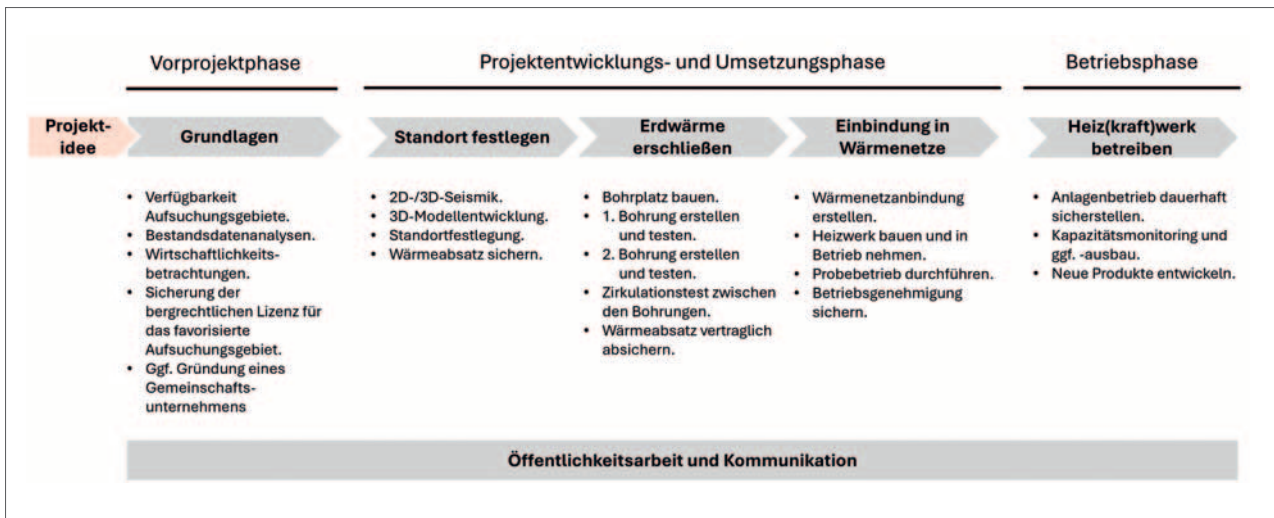 Vorprojektphase
Projektentwicklungs- und Umsetzungsphase
Betriebsphase
Projekt-
idee
Grundlagen
Standort festlegen
Erdwärme
erschließen
Einbindung in
Wärmenetze
Heiz(kraft)werk
betreiben
• Verfügbarkeit
Aufsuchungsgebiete.
• Bestandsdatenanalysen.
• Wirtschaftlichkeits-
betrachtungen.
• Sicherung der
bergrechtlichen Lizenz für
das favorisierte
Aufsuchungsgebiet.
• Ggf. Gründung eines
Gemeinschafts-
unternehmens
• 2D-/3D-Seismik.
• 3D-Modellentwicklung.
• Standortfestlegung.
• Wärmeabsatz sichern.
• Bohrplatz bauen.
• 1. Bohrung erstellen
und testen.
• 2. Bohrung erstellen
und testen.
• Zirkulationstest zwischen
den Bohrungen.
• Wärmeabsatz vertraglich
absichern.
• Wärmenetzanbindung
erstellen.
• Heizwerk bauen und in
Betrieb nehmen.
• Probebetrieb durchführen.
• Betriebsgenehmigung
sichern.
• Anlagenbetrieb dauerhaft
sicherstellen.
• Kapazitätsmonitoring und
ggf. -ausbau.
• Neue Produkte entwickeln.
Öffentlichkeitsarbeit und Kommunikation